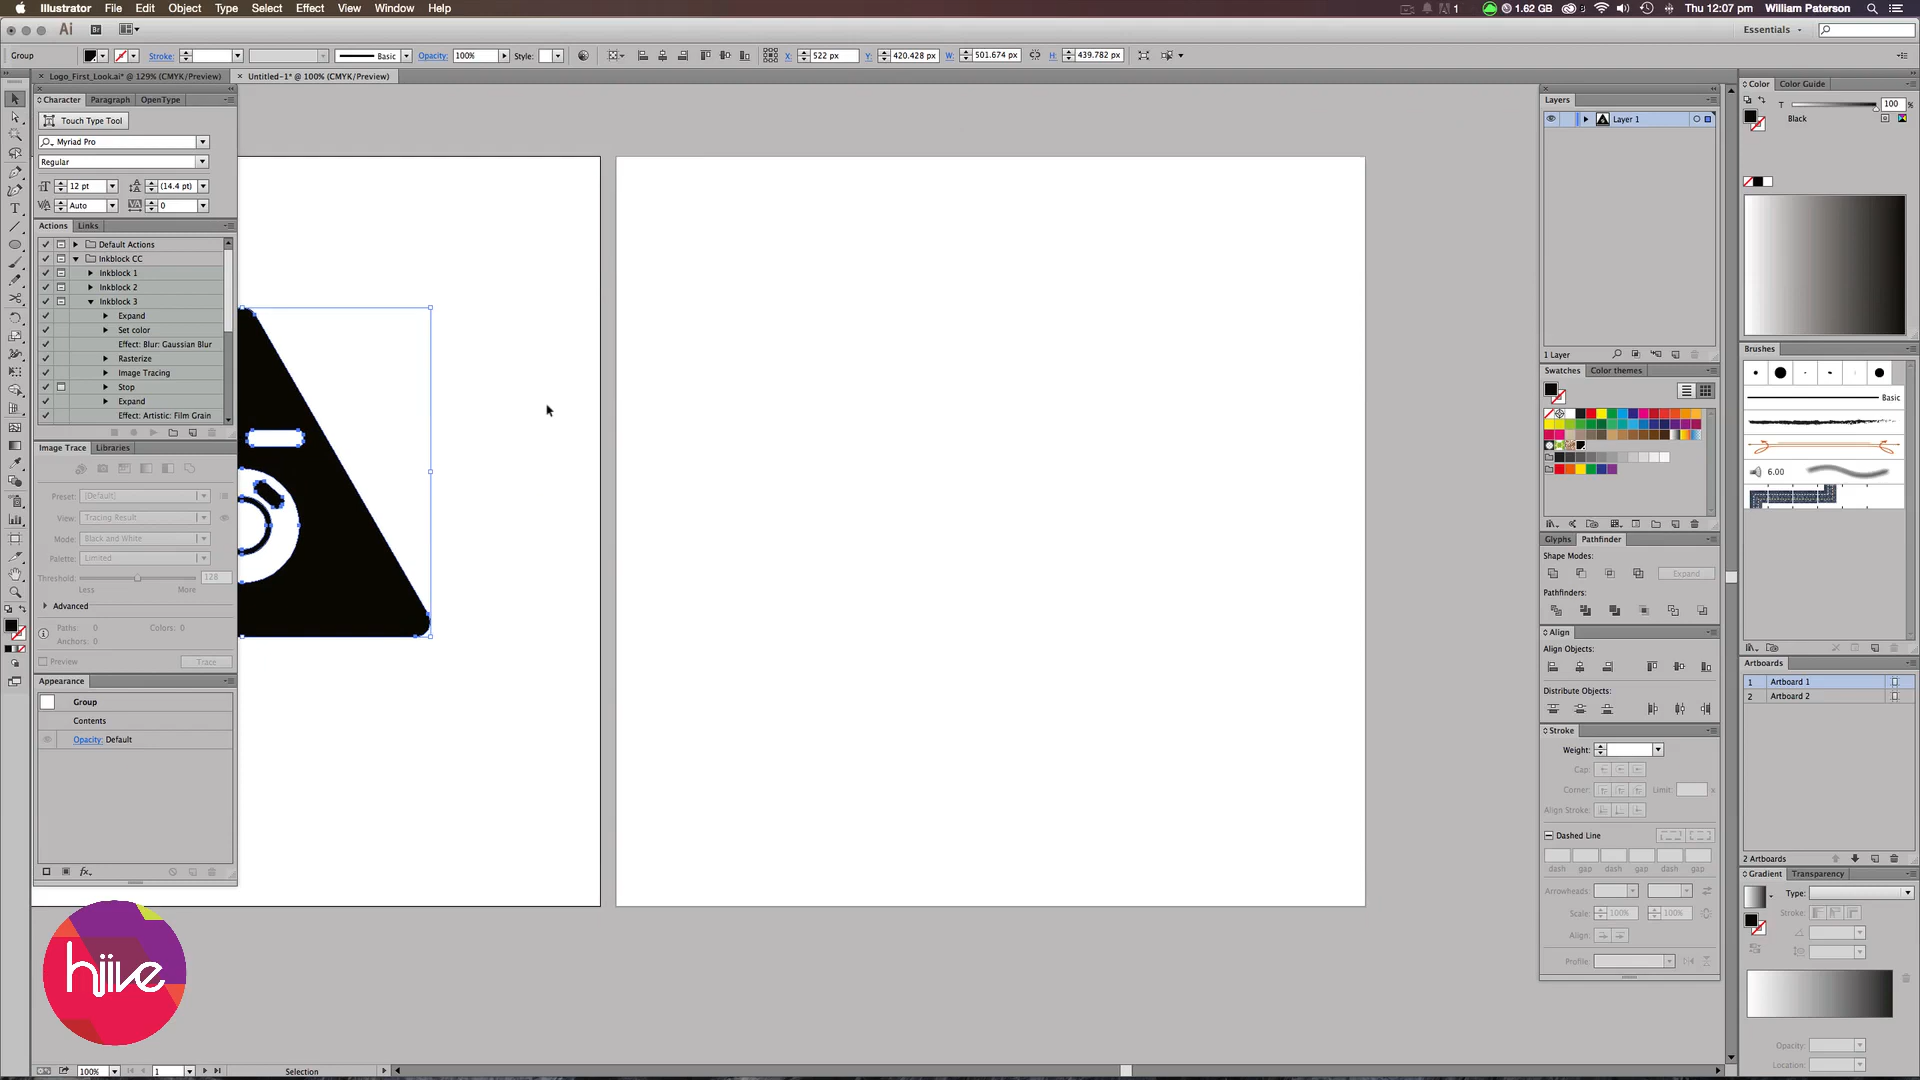 Illustrator File Edit Object Type Select Effect View Window Help
1 1.62 GB Thu 12:07 pm William Paterson
Ai Br Essentials
Group Stroke: Basic Opacity: 100% Style: X: 522 px Y: 420.428 px W: 501.674 px H: 439.782 px
Logo_First_Look.ai* @ 129% (CMYK/Preview) Untitled-1* @ 100% (CMYK/Preview)
Character Paragraph OpenType
Touch Type Tool
Myriad Pro
Regular
12 pt (14.4 pt)
Auto 0
Actions Links
Default Actions
Inkblock CC
Inkblock 1
Inkblock 2
Inkblock 3
Expand
Set color
Effect: Blur: Gaussian Blur
Rasterize
Image Tracing
Stop
Expand
Effect: Artistic: Film Grain
Image Trace Libraries
Preset: [Default]
View: Tracing Result
Mode: Black and White
Palette: Limited
Threshold: 128
Less More
Advanced
Paths: 0 Colors: 0
Anchors: 0
Preview Trace
Appearance
Group
Contents
Opacity: Default
hjive
100% 1 Selection
Layers
Layer 1
1 Layer
Swatches Color themes
Glyphs Pathfinder
Shape Modes:
Expand
Pathfinders:
Align
Align Objects:
Distribute Objects:
Stroke
Weight:
Cap:
Corner: Limit: x
Align Stroke:
Dashed Line
dash gap dash gap dash gap
Arrowheads:
Scale: 100% 100%
Align:
Profile:
Color Color Guide
T 100 %
Black
Brushes
Basic
6.00
Artboards
1 Artboard 1
2 Artboard 2
2 Artboards
Gradient Transparency
Type:
Stroke:
Opacity:
Location: